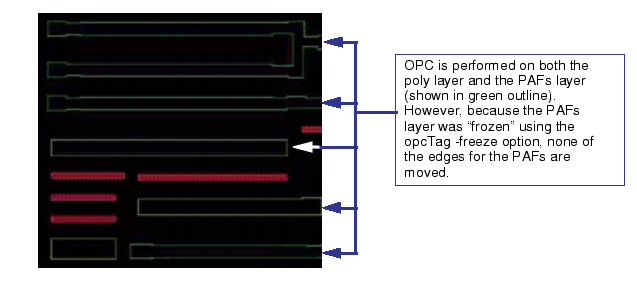 OPC is performed on both the
poly layer and the PAFs layer
(shown in green outline).
However, because the PAFs
layer was “frozen” using the
opcTag -freeze option, none of
the edges for the PAFs are
moved.